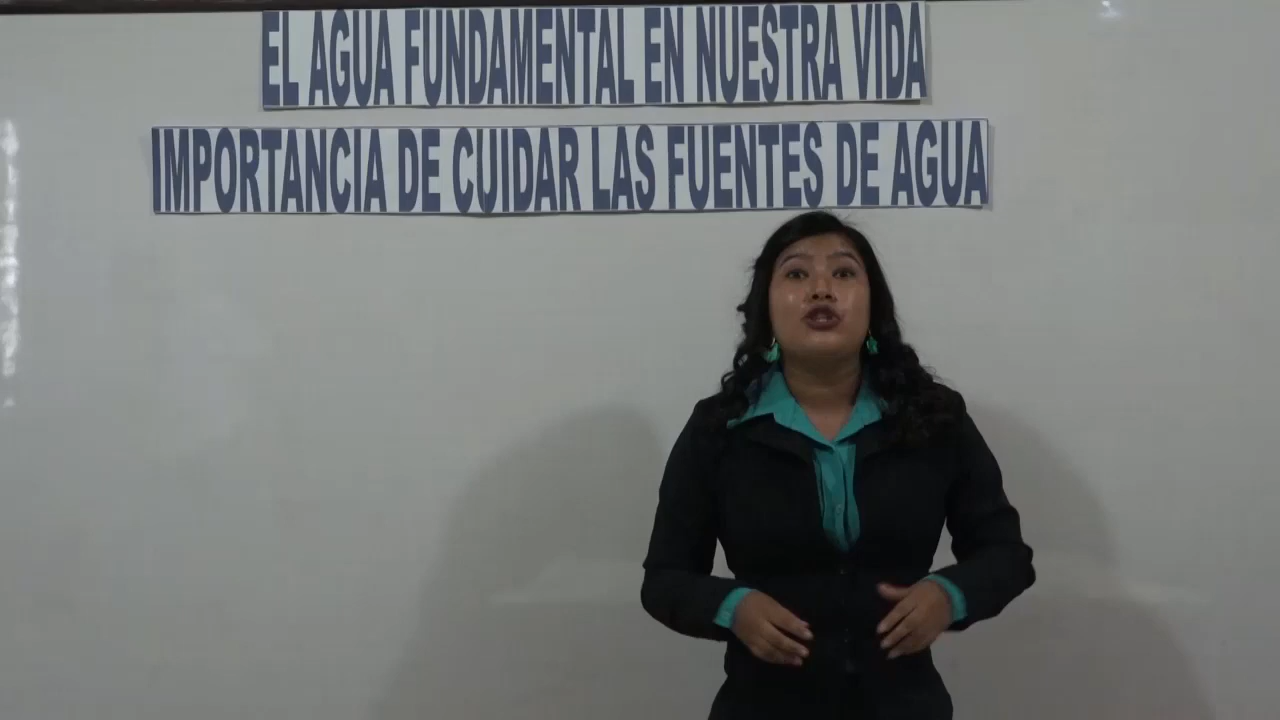 EL AGUA FUNDAMENTAL EN NUESTRA VIDA
IMPORTANCIA DE CUIDAR LAS FUENTES DE AGUA